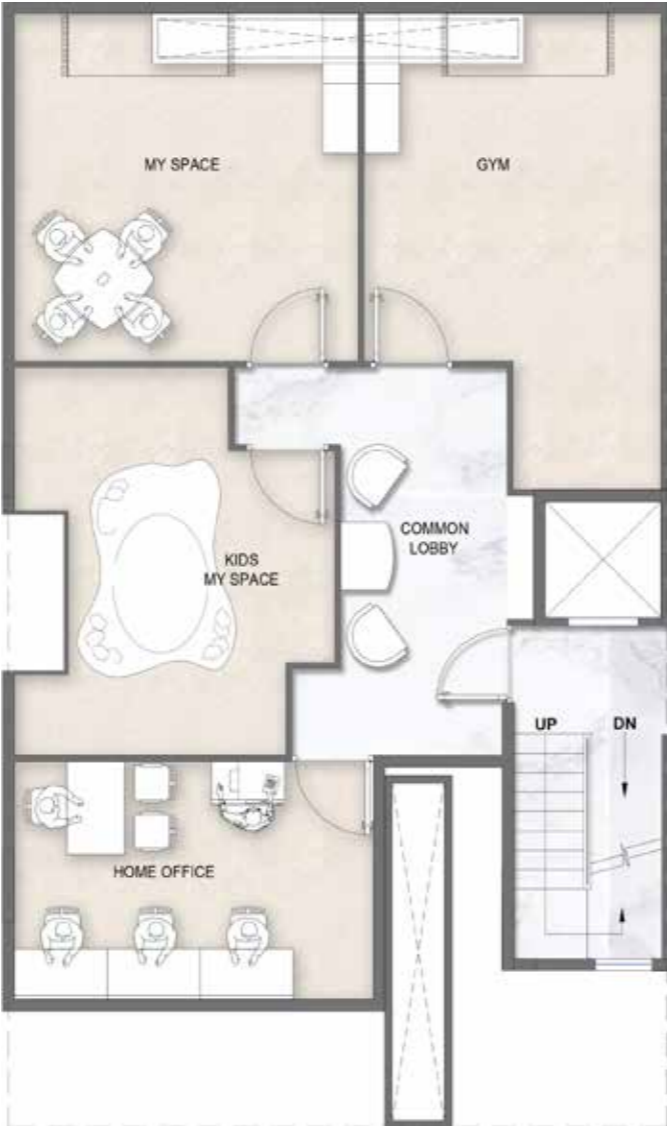 MY SPACE
GYM
COMMON
LOBBY
KIDS
MY SPACE
UP
DN
HOME OFFICE